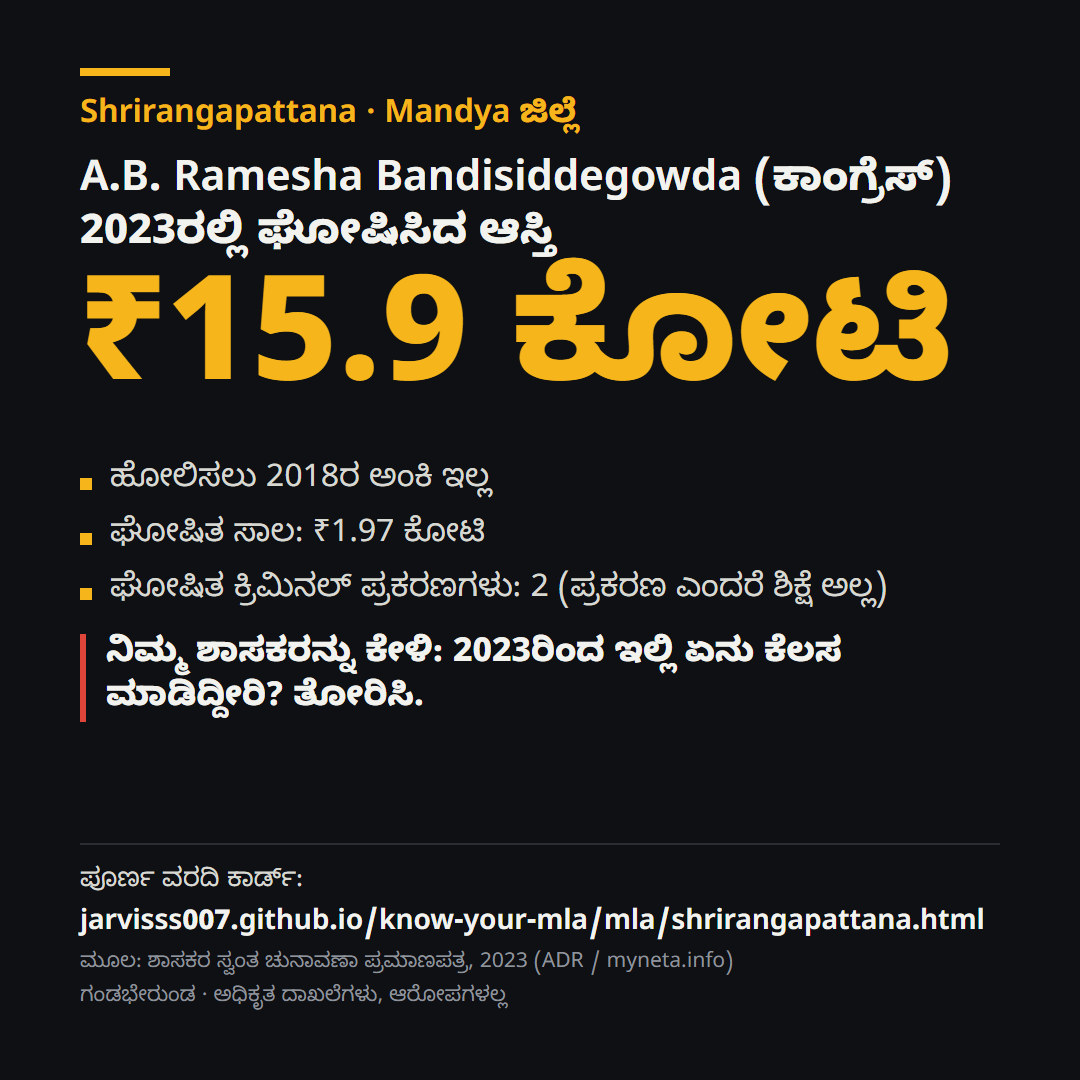 Shrirangapattana · Mandya ಜಿಲ್ಲೆ
A.B. Ramesha Bandisiddegowda (ಕಾಂಗ್ರೆಸ್)
2023ರಲ್ಲಿ ಘೋಷಿಸಿದ ಆಸ್ತಿ
₹15.9 ಕೋಟಿ
ಹೋಲಿಸಲು 2018ರ ಅಂಕಿ ಇಲ್ಲ
ಘೋಷಿತ ಸಾಲ: ₹1.97 ಕೋಟಿ
ಘೋಷಿತ ಕ್ರಿಮಿನಲ್ ಪ್ರಕರಣಗಳು: 2 (ಪ್ರಕರಣ ಎಂದರೆ ಶಿಕ್ಷೆ ಅಲ್ಲ)
ನಿಮ್ಮ ಶಾಸಕರನ್ನು ಕೇಳಿ: 2023ರಿಂದ ಇಲ್ಲಿ ಏನು ಕೆಲಸ
ಮಾಡಿದ್ದೀರಿ? ತೋರಿಸಿ.
ಪೂರ್ಣ ವರದಿ ಕಾರ್ಡ್:
jarvisss007.github.io/know-your-mla/mla/shrirangapattana.html
ಮೂಲ: ಶಾಸಕರ ಸ್ವಂತ ಚುನಾವಣಾ ಪ್ರಮಾಣಪತ್ರ, 2023 (ADR / myneta.info)
ಗಂಡಭೇರುಂಡ · ಅಧಿಕೃತ ದಾಖಲೆಗಳು, ಆರೋಪಗಳಲ್ಲ